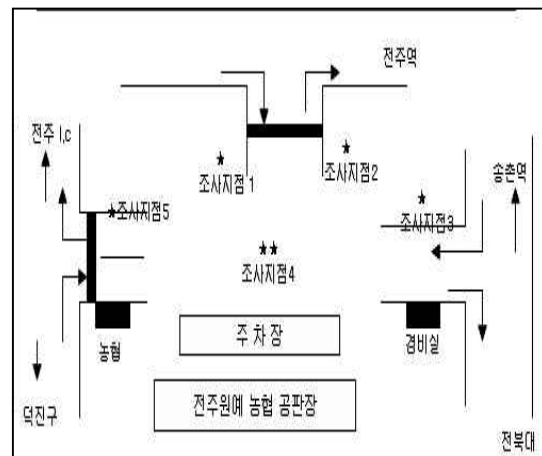 전주역
전주 I.c
★
조사지점1
★
조사지점2
★
조사지점3
송촌역
★조사지점5
★★
조사지점4
주 차 장
농협
경비실
전주원예 농협 공판장
덕진구
전북대